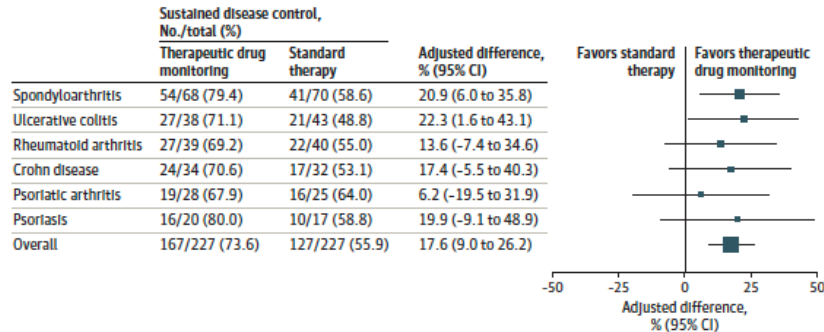 Sustained disease control,
No./total (%)
Therapeutic drug monitoring Standard therapy Adjusted difference, % (95% CI) Favors standard therapy Favors therapeutic drug monitoring
Spondyloarthritis 54/68 (79.4) 41/70 (58.6) 20.9 (6.0 to 35.8)
Ulcerative colitis 27/38 (71.1) 21/43 (48.8) 22.3 (1.6 to 43.1)
Rheumatoid arthritis 27/39 (69.2) 22/40 (55.0) 13.6 (-7.4 to 34.6)
Crohn disease 24/34 (70.6) 17/32 (53.1) 17.4 (-5.5 to 40.3)
Psoriatic arthritis 19/28 (67.9) 16/25 (64.0) 6.2 (-19.5 to 31.9)
Psoriasis 16/20 (80.0) 10/17 (58.8) 19.9 (-9.1 to 48.9)
Overall 167/227 (73.6) 127/227 (55.9) 17.6 (9.0 to 26.2)
-50 -25 0 25 50
Adjusted difference,
% (95% CI)